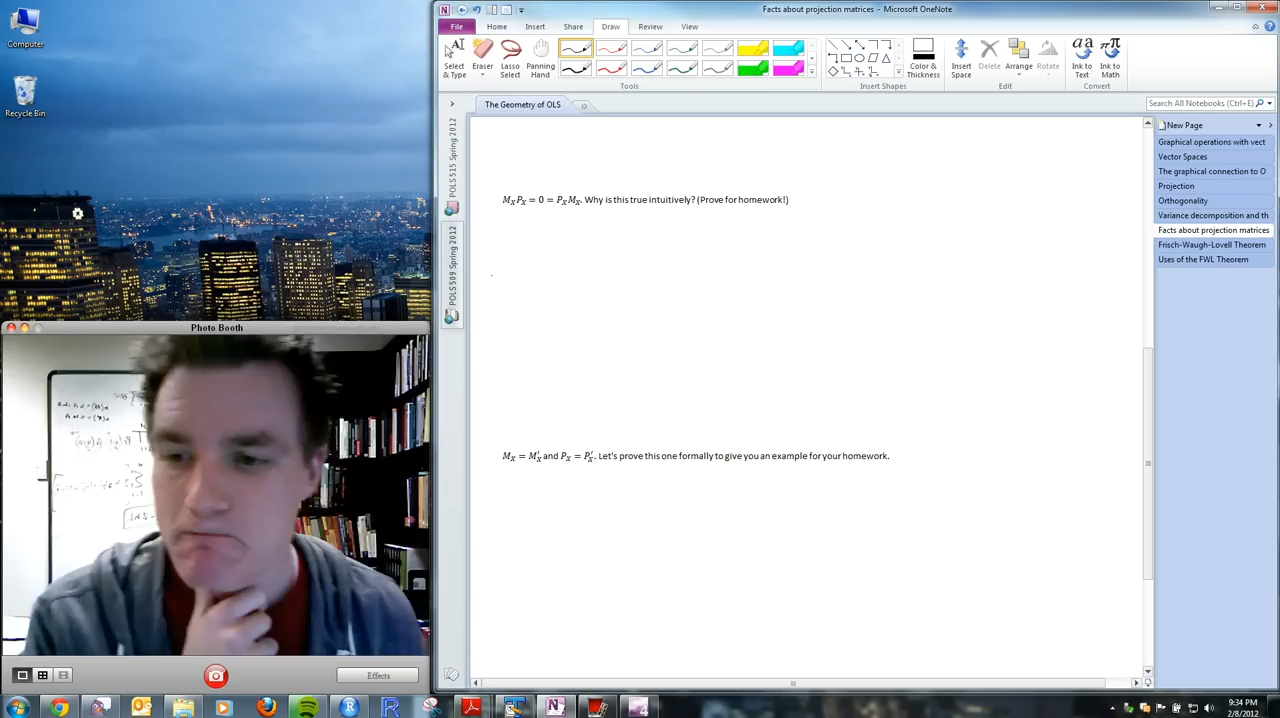 Computer
Recycle Bin
Facts about projection matrices - Microsoft OneNote
File Home Insert Share Draw Review View
Select & Type
Eraser
Lasso Select
Panning Hand
Color & Thickness
Insert Space
Delete
Arrange
Rotate
Ink to Text
Ink to Math
Tools
Insert Shapes
Edit
Convert
The Geometry of OLS
Search All Notebooks (Ctrl+E)
POLS 515 Spring 2012
POLS 509 Spring 2012
New Page
Graphical operations with vect
Vector Spaces
The graphical connection to O
Projection
Orthogonality
Variance decomposition and th
Facts about projection matrices
Frisch-Waugh-Lovell Theorem
Uses of the FWL Theorem
M_X P_X = 0 = P_X M_X. Why is this true intuitively? (Prove for homework!)
M_X = M'_X and P_X = P'_X. Let's prove this one formally to give you an example for your homework.
Photo Booth
Effects
9:34 PM
2/8/2012